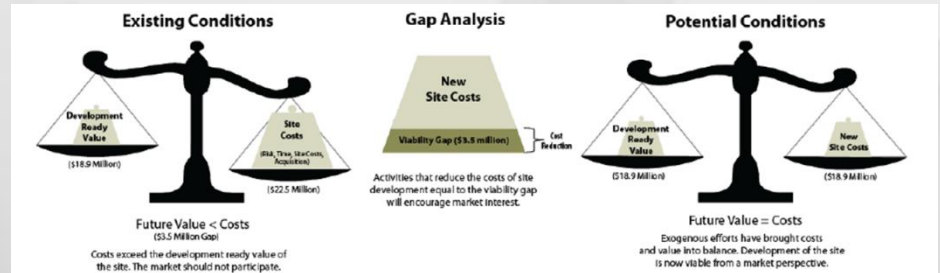 Existing Conditions
Development
Ready
Value
($18.9 Million)
Site
Costs
(Risk, Time, Site Costs,
Acquisition)
($22.5 Million)
Future Value < Costs
($3.5 Million Gap)
Costs exceed the development ready value of
the site. The market should not participate.
Gap Analysis
New
Site Costs
Viability Gap ($3.5 million)
Cost
Reduction
Activities that reduce the costs of site
development equal to the viability gap
will encourage market interest.
Potential Conditions
Development
Ready
Value
($18.9 Million)
New
Site Costs
($18.9 Million)
Future Value = Costs
Exogenous efforts have brought costs
and value into balance. Development of the site
is now viable from a market perspective.